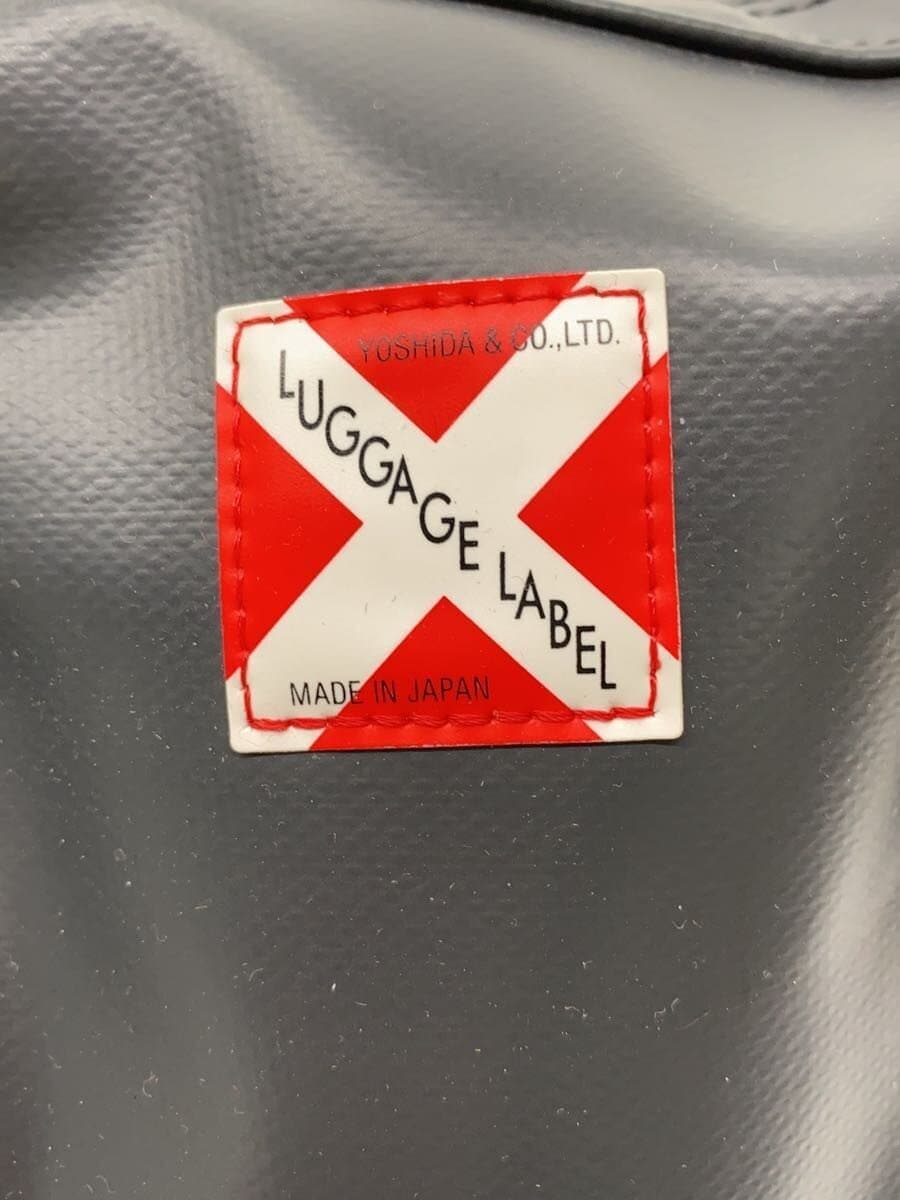 YOSHIDA & CO.,LTD.
LUGGAGE LABEL
MADE IN JAPAN